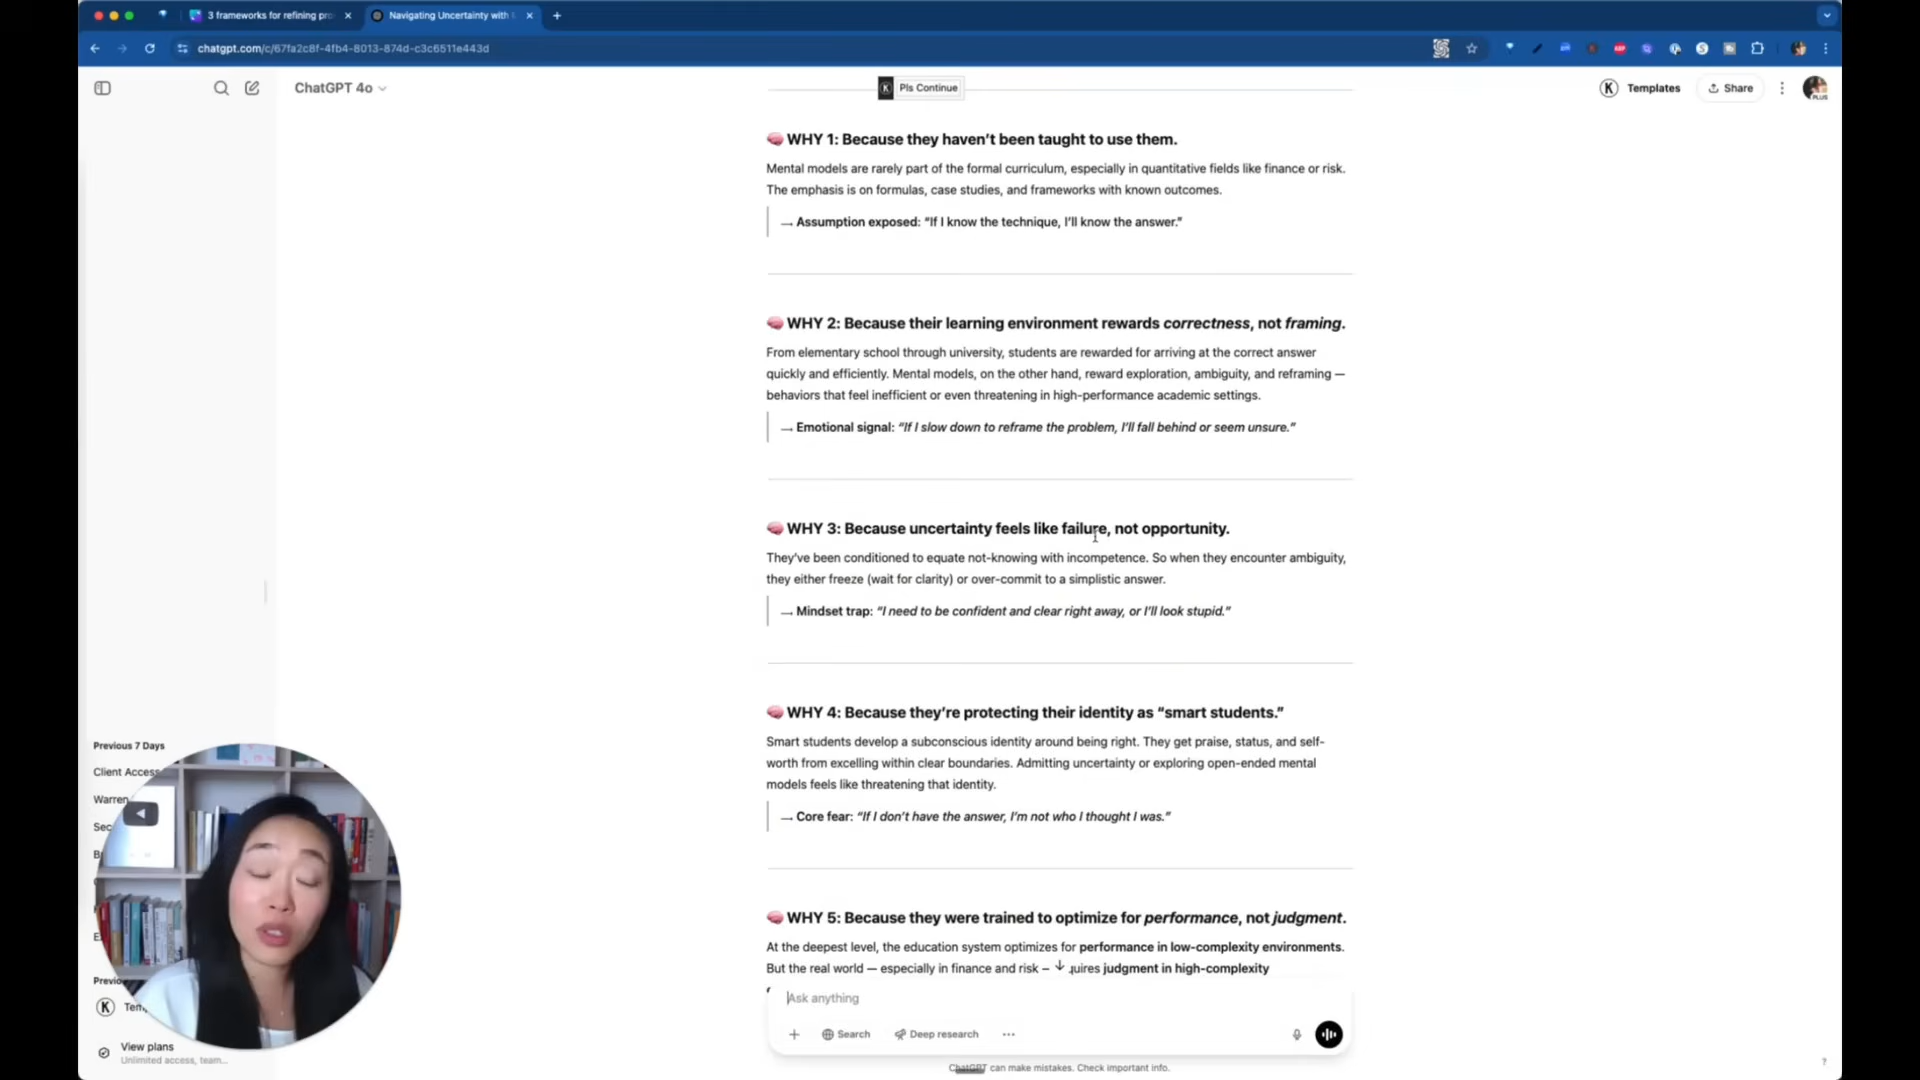 3 frameworks for refining pro
Navigating Uncertainty with
chatgpt.com/c/67fa2c8f-4fb4-8013-874d-c3c6511e443d
ChatGPT 4o
Pls Continue
Templates
Share
PLUS
🧠 WHY 1: Because they haven’t been taught to use them.
Mental models are rarely part of the formal curriculum, especially in quantitative fields like finance or risk.
The emphasis is on formulas, case studies, and frameworks with known outcomes.
→ Assumption exposed: “If I know the technique, I’ll know the answer.”
🧠 WHY 2: Because their learning environment rewards correctness, not framing.
From elementary school through university, students are rewarded for arriving at the correct answer
quickly and efficiently. Mental models, on the other hand, reward exploration, ambiguity, and reframing —
behaviors that feel inefficient or even threatening in high-performance academic settings.
→ Emotional signal: “If I slow down to reframe the problem, I’ll fall behind or seem unsure.”
🧠 WHY 3: Because uncertainty feels like failure, not opportunity.
They’ve been conditioned to equate not-knowing with incompetence. So when they encounter ambiguity,
they either freeze (wait for clarity) or over-commit to a simplistic answer.
→ Mindset trap: “I need to be confident and clear right away, or I’ll look stupid.”
🧠 WHY 4: Because they’re protecting their identity as “smart students.”
Smart students develop a subconscious identity around being right. They get praise, status, and self-
worth from excelling within clear boundaries. Admitting uncertainty or exploring open-ended mental
models feels like threatening that identity.
→ Core fear: “If I don’t have the answer, I’m not who I thought I was.”
🧠 WHY 5: Because they were trained to optimize for performance, not judgment.
At the deepest level, the education system optimizes for performance in low-complexity environments.
But the real world — especially in finance and risk – quires judgment in high-complexity
Previous 7 Days
Client Access
Warren
Sec
Previo
Tem
View plans
Unlimited access, team...
Ask anything
Search
Deep research
ChatGPT can make mistakes. Check important info.
?